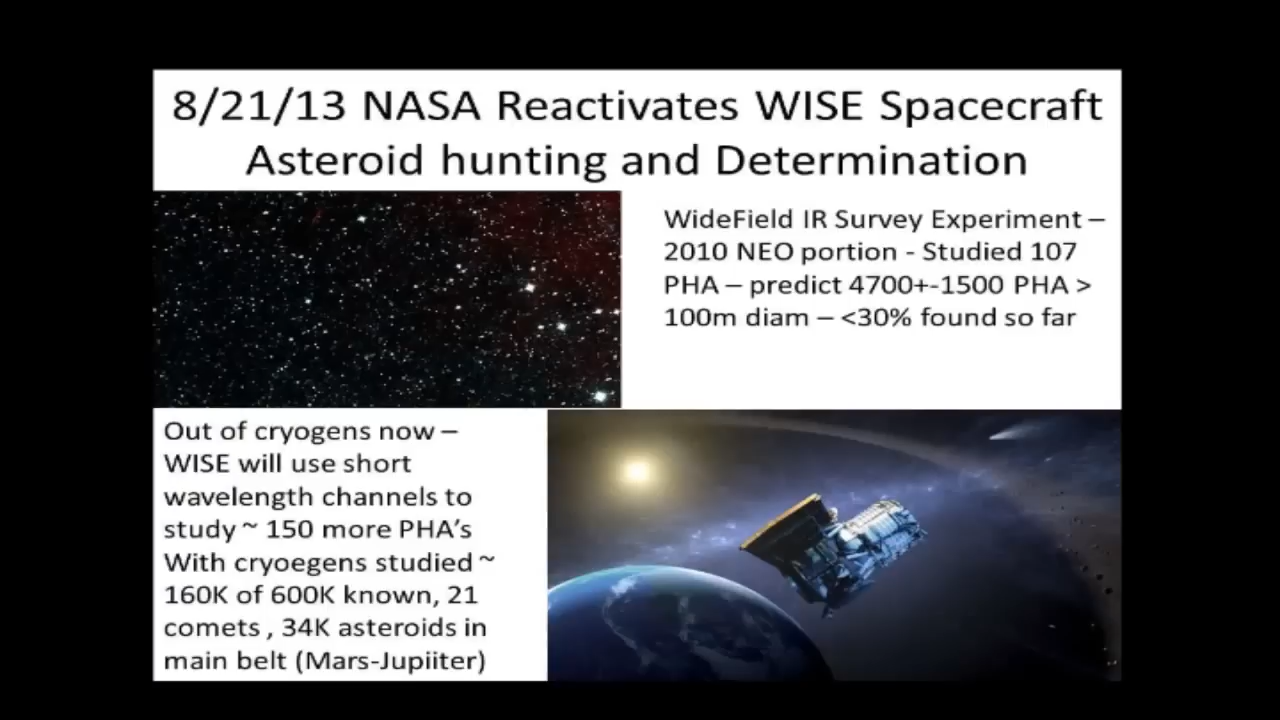 8/21/13 NASA Reactivates WISE Spacecraft
Asteroid hunting and Determination
WideField IR Survey Experiment –
2010 NEO portion - Studied 107
PHA – predict 4700+-1500 PHA >
100m diam – <30% found so far
Out of cryogens now –
WISE will use short
wavelength channels to
study ~ 150 more PHA’s
With cryoegens studied ~
160K of 600K known, 21
comets , 34K asteroids in
main belt (Mars-Jupiiter)